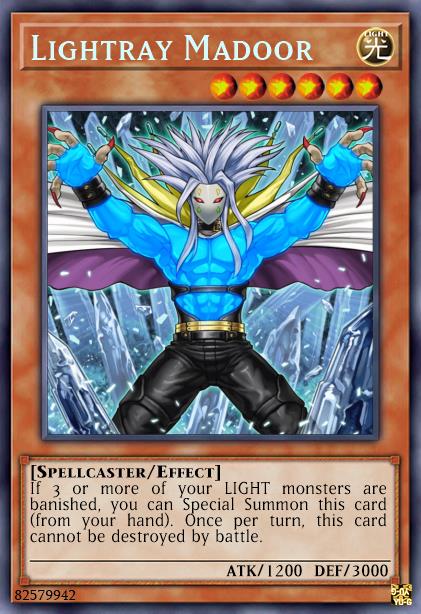 Lightray Madoor
LIGHT
光
[Spellcaster/Effect]
If 3 or more of your LIGHT monsters are
banished, you can Special Summon this card
(from your hand). Once per turn, this card
cannot be destroyed by battle.
ATK/1200 DEF/3000
82579942